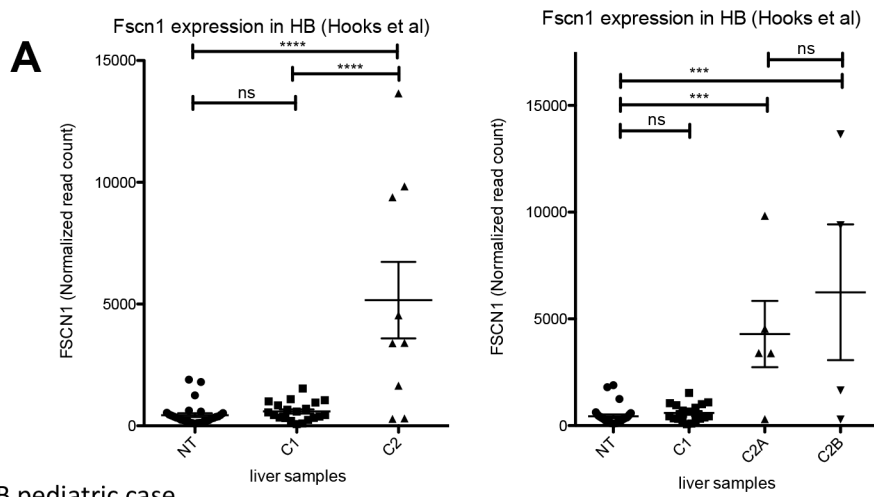 A
Fscn1 expression in HB (Hooks et al)
****
****
ns
15000
10000
5000
0
FSCN1 (Normalized read count)
NT
C1
C2
liver samples
Fscn1 expression in HB (Hooks et al)
ns
***
***
ns
15000
10000
5000
0
FSCN1 (Normalized read count)
NT
C1
C2A
C2B
liver samples
B pediatric case